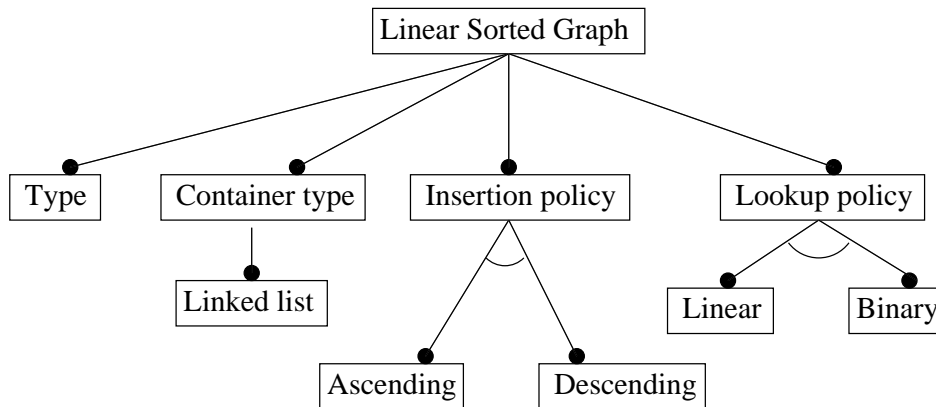 Linear Sorted Graph
Type
Container type
Insertion policy
Lookup policy
Linked list
Linear
Binary
Ascending
Descending